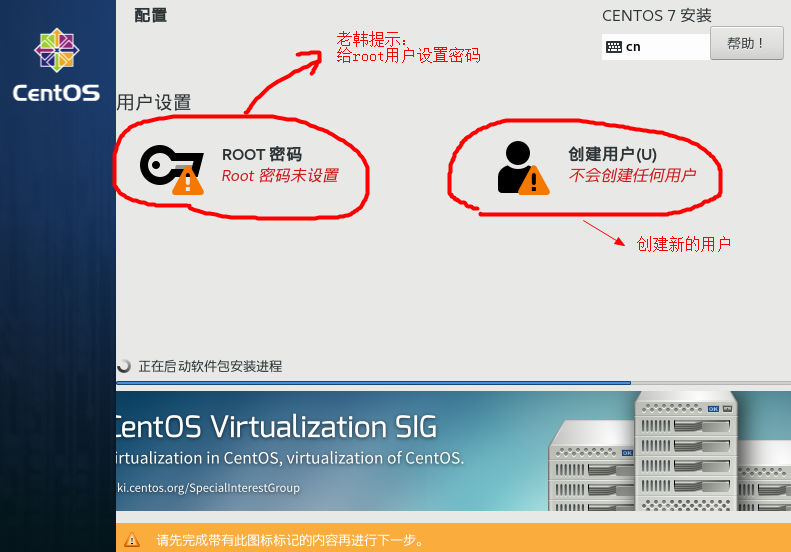 配置
CENTOS 7 安装
cn
帮助！
CentOS
老韩提示：
给root用户设置密码
用户设置
ROOT 密码
Root 密码未设置
创建用户(U)
不会创建任何用户
创建新的用户
正在启动软件包安装进程
CentOS Virtualization SIG
irtualization in CentOS, virtualization of CentOS.
iki.centos.org/SpecialInterestGroup
请先完成带有此图标标记的内容再进行下一步。